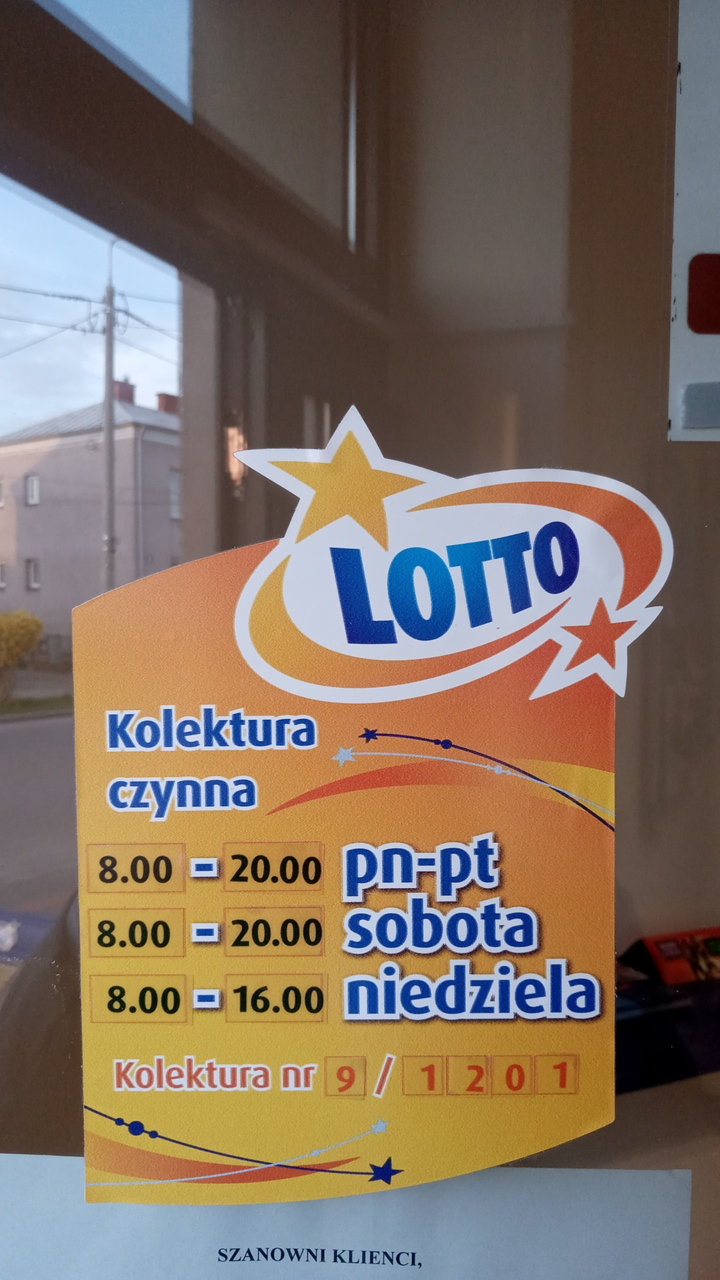 LOTTO
Kolektura
czynna
8.00 - 20.00 pn-pt
8.00 - 20.00 sobota
8.00 - 16.00 niedziela
Kolektura nr 9 / 1 2 0 1
SZANOWNI KLIENCI,